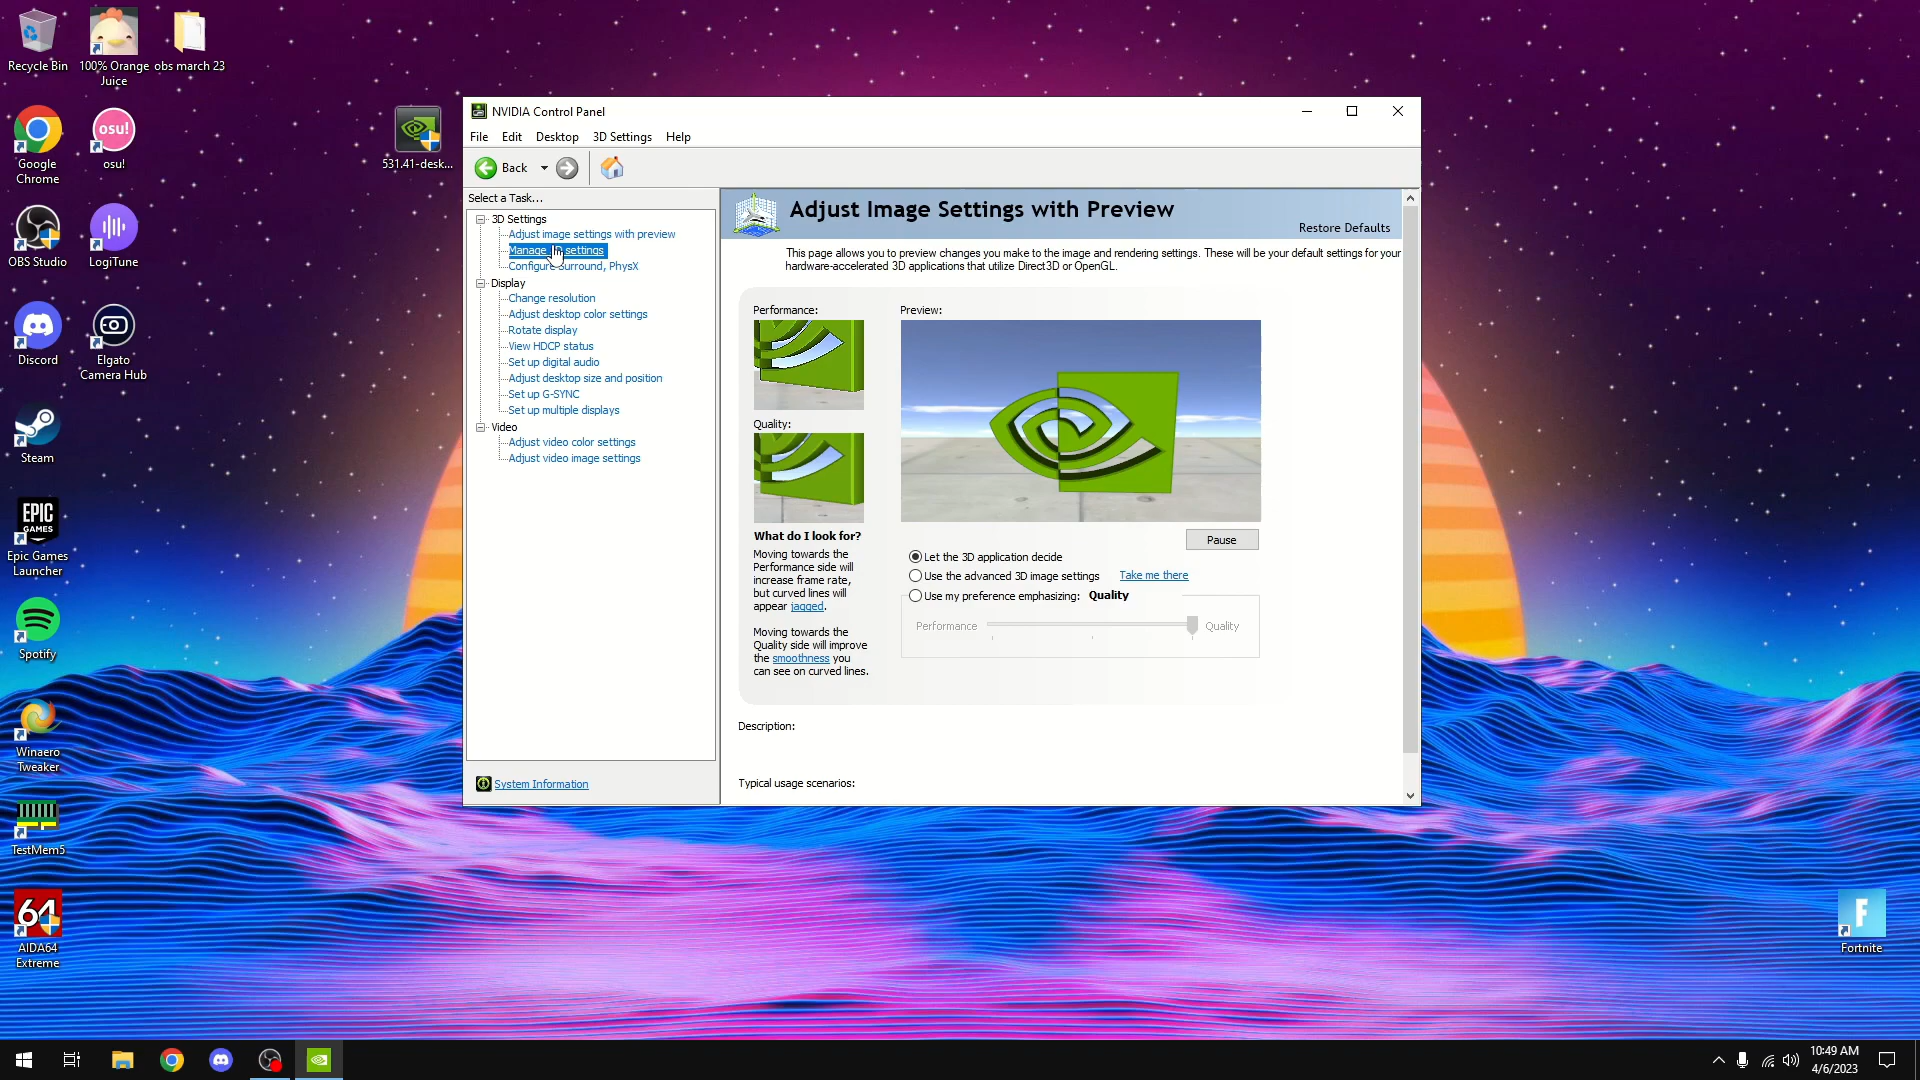 Recycle Bin
100% Orange
Juice
obs march 23
Google
Chrome
osu!
osu!
531.41-desk...
OBS Studio
LogiTune
Discord
Elgato
Camera Hub
Steam
EPIC
GAMES
Epic Games
Launcher
Spotify
Winaero
Tweaker
TestMem5
64
AIDA64
Extreme
F
Fortnite
NVIDIA Control Panel
File
Edit
Desktop
3D Settings
Help
Back
Select a Task...
3D Settings
Adjust image settings with preview
Manage settings
Configure Surround, PhysX
Display
Change resolution
Adjust desktop color settings
Rotate display
View HDCP status
Set up digital audio
Adjust desktop size and position
Set up G-SYNC
Set up multiple displays
Video
Adjust video color settings
Adjust video image settings
System Information
Adjust Image Settings with Preview
Restore Defaults
This page allows you to preview changes you make to the image and rendering settings. These will be your default settings for your
hardware-accelerated 3D applications that utilize Direct3D or OpenGL.
Performance:
Quality:
What do I look for?
Moving towards the
Performance side will
increase frame rate,
but curved lines will
appear jagged.
Moving towards the
Quality side will improve
the smoothness you
can see on curved lines.
Preview:
Pause
Let the 3D application decide
Use the advanced 3D image settings
Take me there
Use my preference emphasizing: Quality
Performance
Quality
Description:
Typical usage scenarios:
10:49 AM
4/6/2023